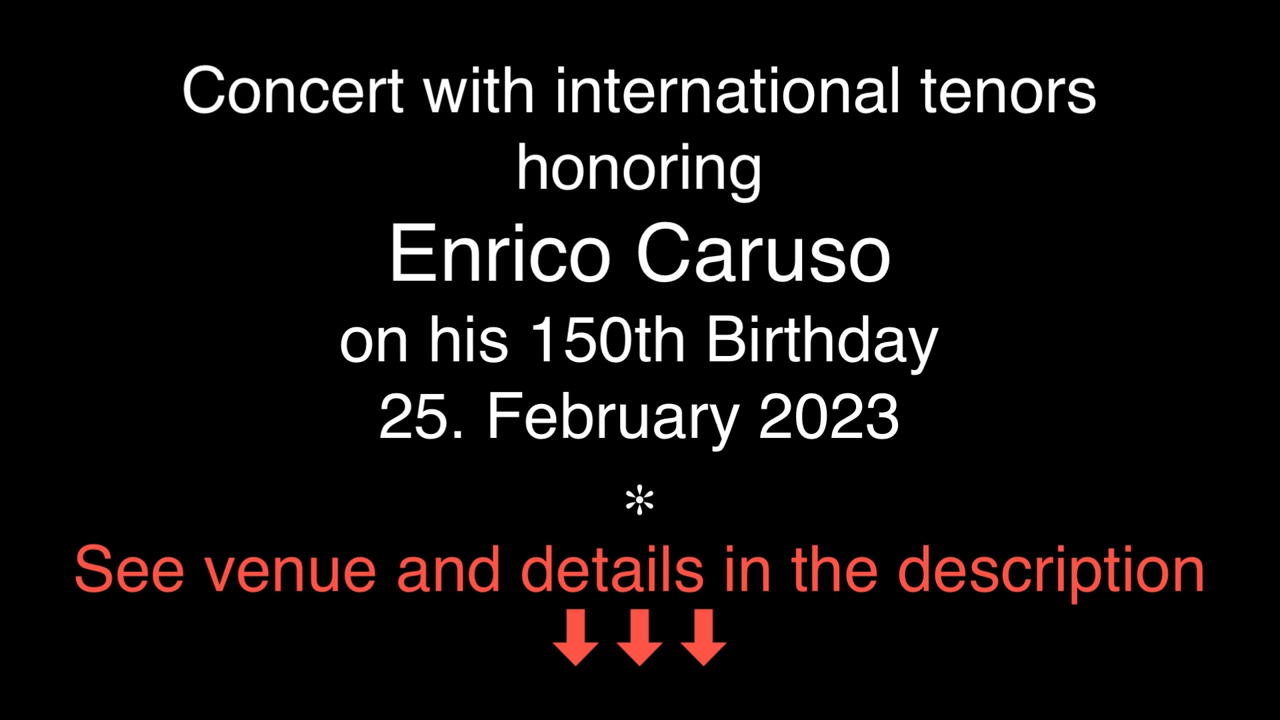 Concert with international tenors
honoring
Enrico Caruso
on his 150th Birthday
25. February 2023
*
See venue and details in the description